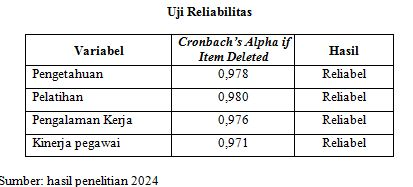 Uji Reliabilitas
Variabel Cronbach's Alpha if Item Deleted Hasil
Pengetahuan 0,978 Reliabel
Pelatihan 0,980 Reliabel
Pengalaman Kerja 0,976 Reliabel
Kinerja pegawai 0,971 Reliabel
Sumber: hasil penelitian 2024